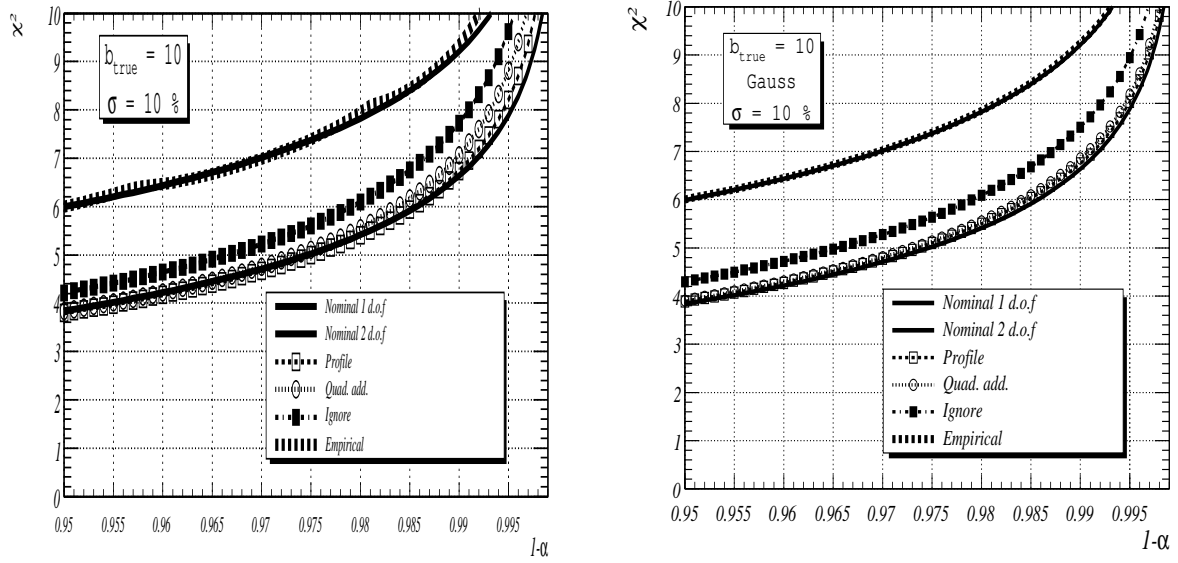 χ²
10
9
8
7
6
5
4
3
2
1
0
b_true = 10
σ = 10 %
Nominal 1 d.o.f
Nominal 2 d.o.f
Profile
Quad. add.
Ignore
Empirical
0.95 0.955 0.96 0.965 0.97 0.975 0.98 0.985 0.99 0.995
1-α
χ²
10
9
8
7
6
5
4
3
2
1
0
b_true = 10
Gauss
σ = 10 %
Nominal 1 d.o.f
Nominal 2 d.o.f
Profile
Quad. add.
Ignore
Empirical
0.95 0.955 0.96 0.965 0.97 0.975 0.98 0.985 0.99 0.995
1-α